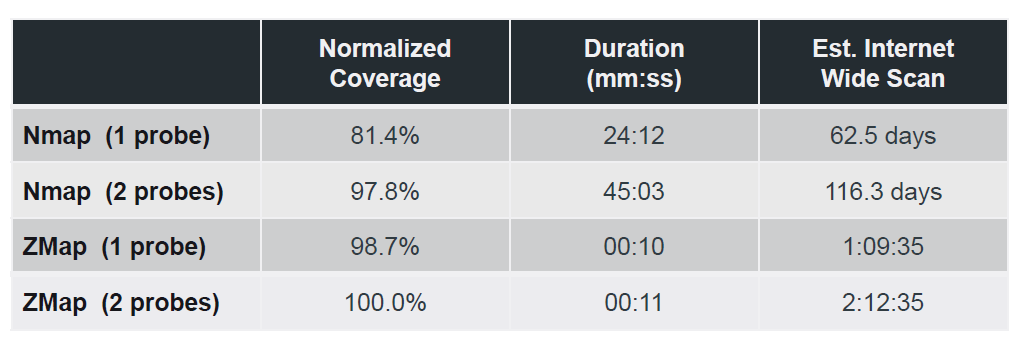 Normalized Coverage Duration (mm:ss) Est. Internet Wide Scan
Nmap (1 probe) 81.4% 24:12 62.5 days
Nmap (2 probes) 97.8% 45:03 116.3 days
ZMap (1 probe) 98.7% 00:10 1:09:35
ZMap (2 probes) 100.0% 00:11 2:12:35